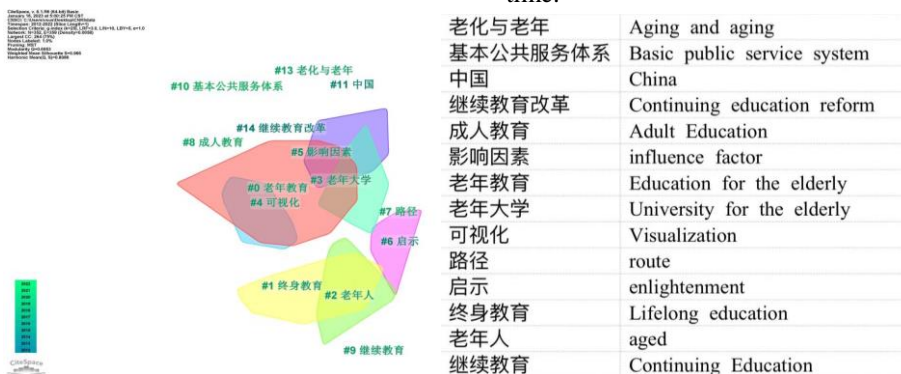 time.
CiteSpace, v. 6.1.R6 (64-bit) Basic
#13 老化与老年
#10 基本公共服务体系
#11 中国
#14 继续教育改革
#8 成人教育
#5 影响因素
#3 老年大学
#0 老年教育
#4 可视化
#7 路径
#6 启示
#1 终身教育
#2 老年人
#9 继续教育
CiteSpace
老化与老年 Aging and aging
基本公共服务体系 Basic public service system
中国 China
继续教育改革 Continuing education reform
成人教育 Adult Education
影响因素 influence factor
老年教育 Education for the elderly
老年大学 University for the elderly
可视化 Visualization
路径 route
启示 enlightenment
终身教育 Lifelong education
老年人 aged
继续教育 Continuing Education